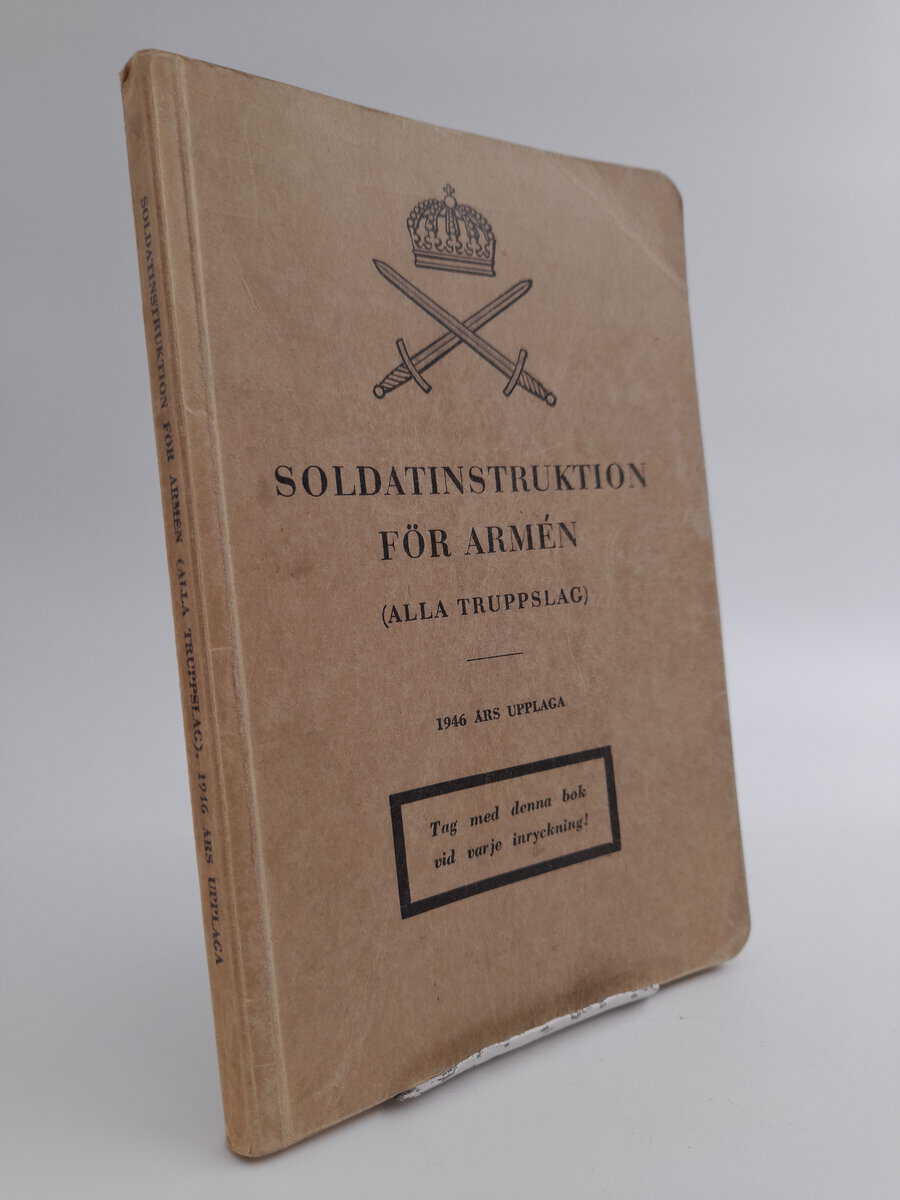 SOLDATINSTRUKTION FÖR ARMÉN (ALLA TRUPPSLAG). 1946 ÅRS UPPLAGA
SOLDATINSTRUKTION
FÖR ARMÉN
(ALLA TRUPPSLAG)
1946 ÅRS UPPLAGA
Tag med denna bok
vid varje inryckning!